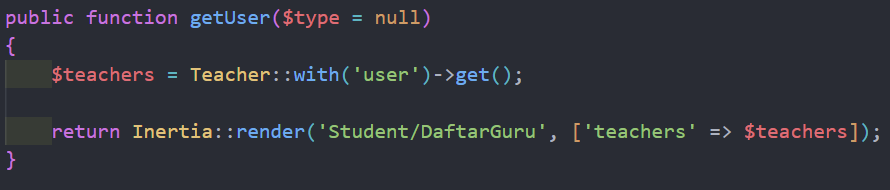 public function getUser($type = null)
{
    $teachers = Teacher::with('user')->get();
    return Inertia::render('Student/DaftarGuru', ['teachers' => $teachers]);
}